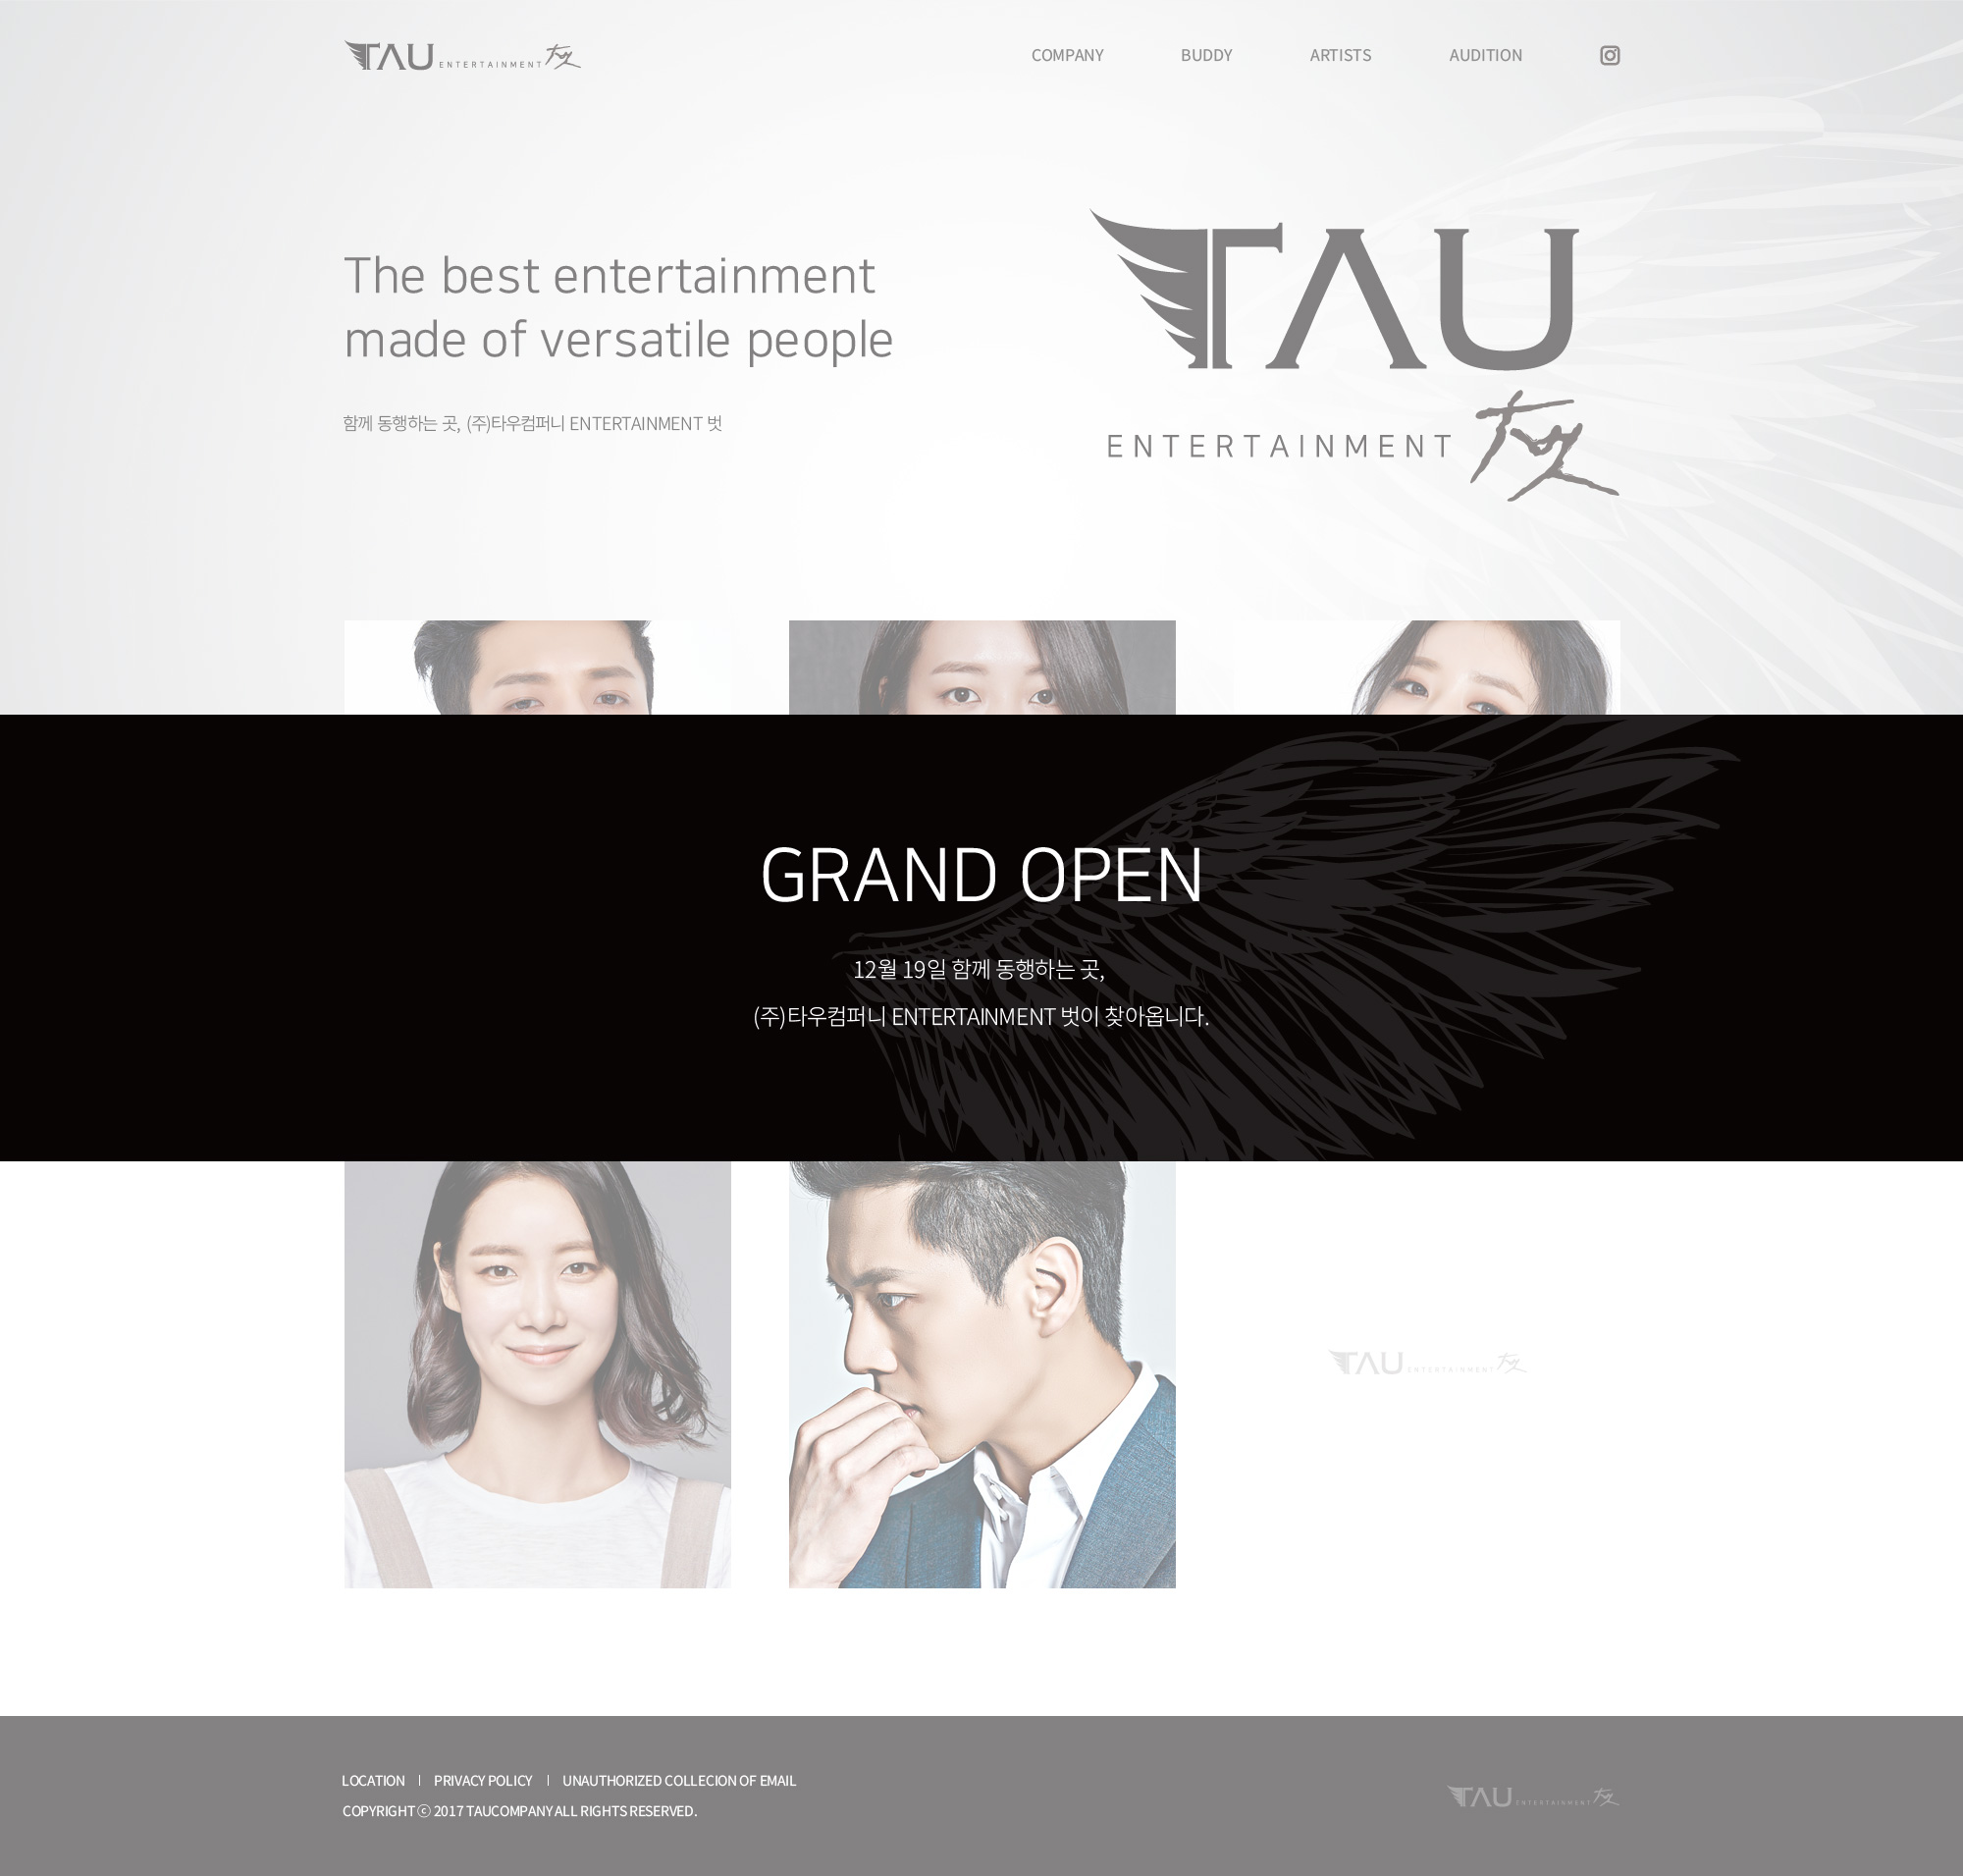 TAU ENTERTAINMENT 友
COMPANY BUDDY ARTISTS AUDITION
The best entertainment
made of versatile people
함께 동행하는 곳, (주)타우컴퍼니 ENTERTAINMENT 벗
TAU
ENTERTAINMENT 友
GRAND OPEN
12월 19일 함께 동행하는 곳,
(주)타우컴퍼니 ENTERTAINMENT 벗이 찾아옵니다.
TAU ENTERTAINMENT 友
LOCATION | PRIVACY POLICY | UNAUTHORIZED COLLECION OF EMAIL
COPYRIGHT ⓒ 2017 TAUCOMPANY ALL RIGHTS RESERVED.
TAU ENTERTAINMENT 友